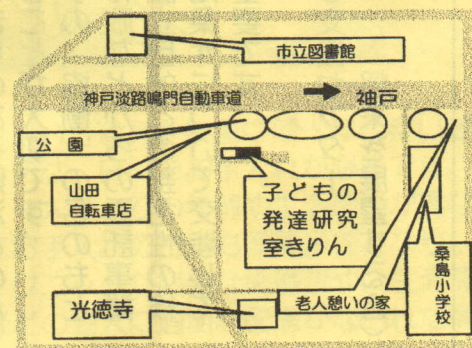 市立図書館
神戸淡路鳴門自動車道
神戸
公園
山田
自転車店
子どもの
発達研究
室きりん
桑島小学校
光徳寺
老人憩いの家